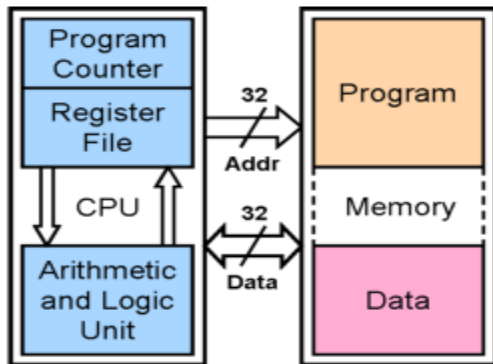 Program
Counter
Register
File
CPU
Arithmetic
and Logic
Unit
32
Addr
32
Data
Program
Memory
Data